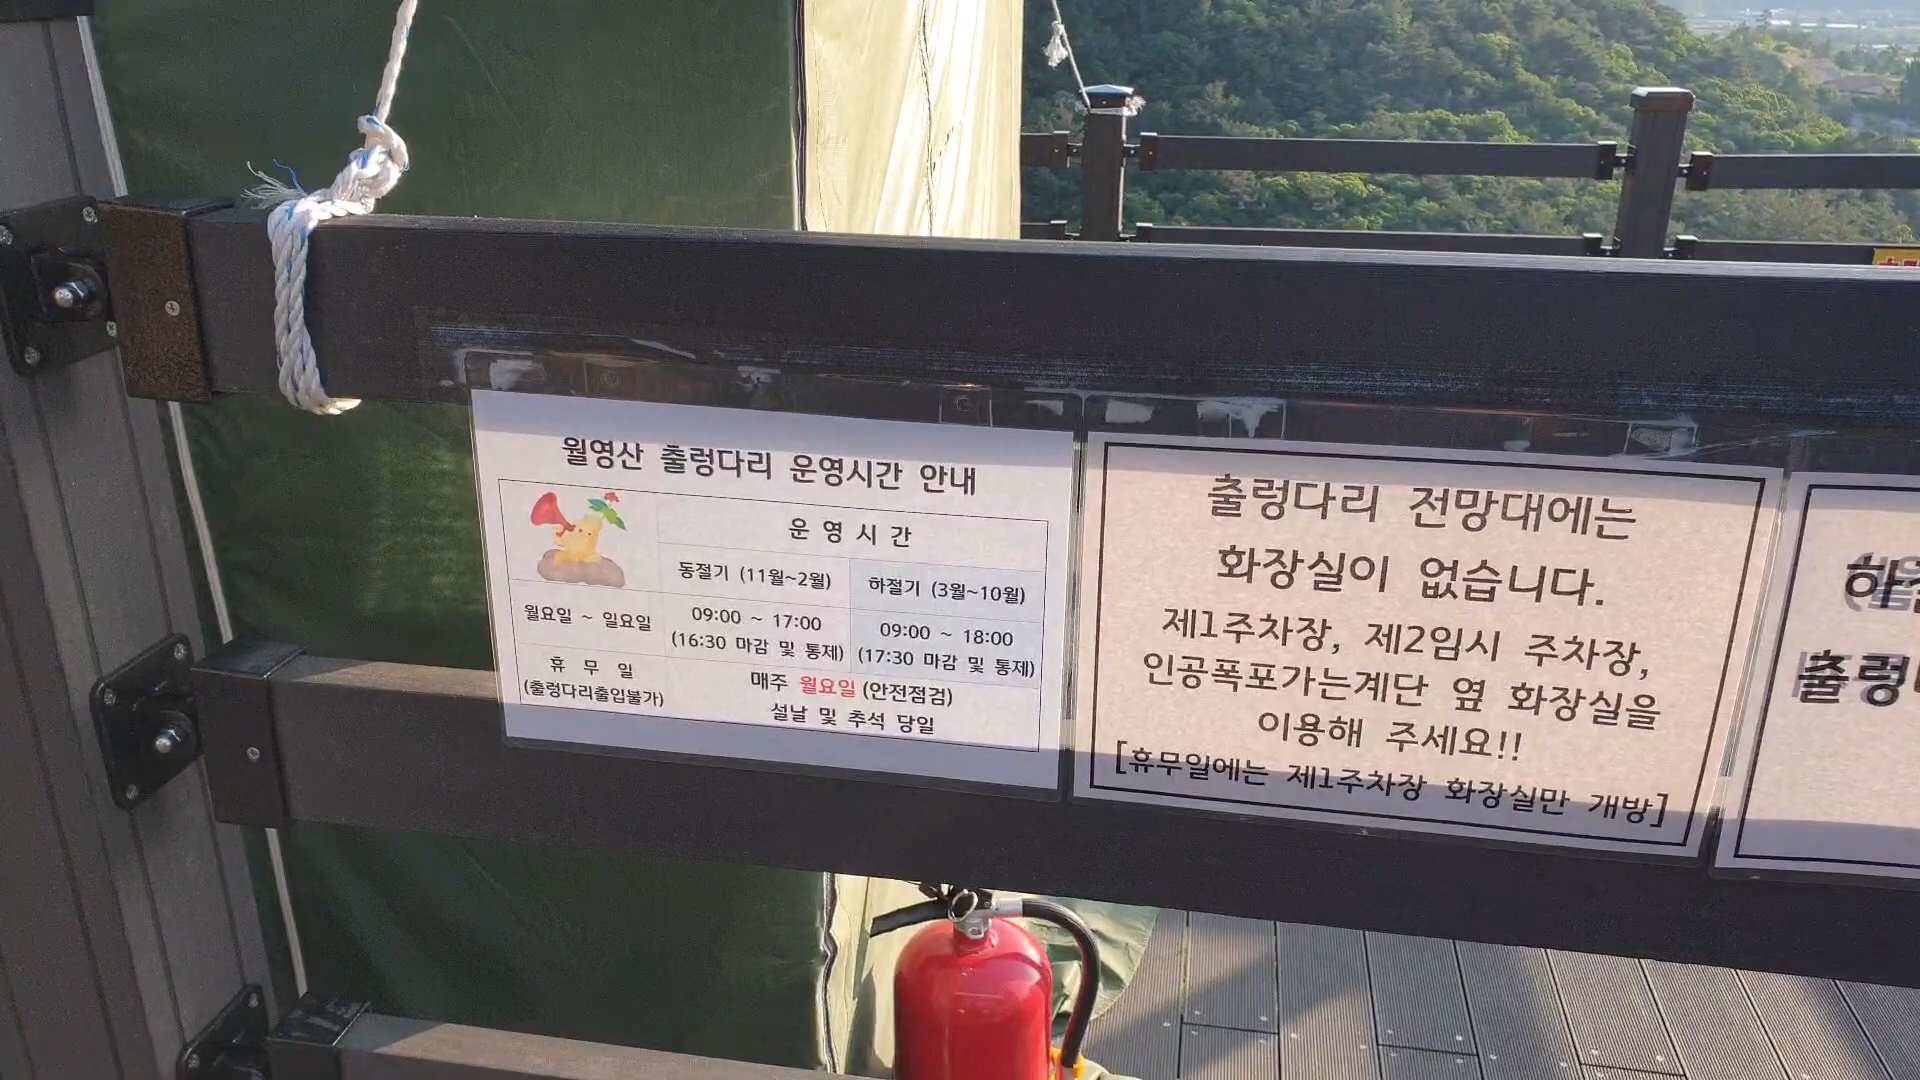 월영산 출렁다리 운영시간 안내
운 영 시 간
동절기 (11월~2월) 하절기 (3월~10월)
월요일 ~ 일요일 09:00 ~ 17:00 09:00 ~ 18:00
(16:30 마감 및 통제) (17:30 마감 및 통제)
휴 무 일 매주 월요일 (안전점검)
(출렁다리출입불가) 설날 및 추석 당일
출렁다리 전망대에는
화장실이 없습니다.
제1주차장, 제2임시 주차장,
인공폭포가는계단 옆 화장실을
이용해 주세요!!
[휴무일에는 제1주차장 화장실만 개방]
출렁